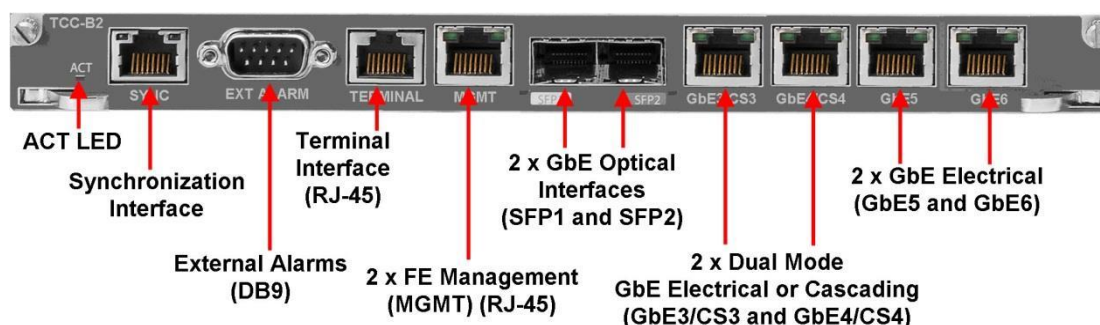 TCC-B2
ACT
SYNC
EXT ALARM
TERMINAL
MGMT
SFP2
GbE3/CS3
GbE4/CS4
GbE5
GbE6
ACT LED
Synchronization
Interface
External Alarms
(DB9)
Terminal
Interface
(RJ-45)
2 x FE Management
(MGMT) (RJ-45)
2 x GbE Optical
Interfaces
(SFP1 and SFP2)
2 x Dual Mode
GbE Electrical or Cascading
(GbE3/CS3 and GbE4/CS4)
2 x GbE Electrical
(GbE5 and GbE6)